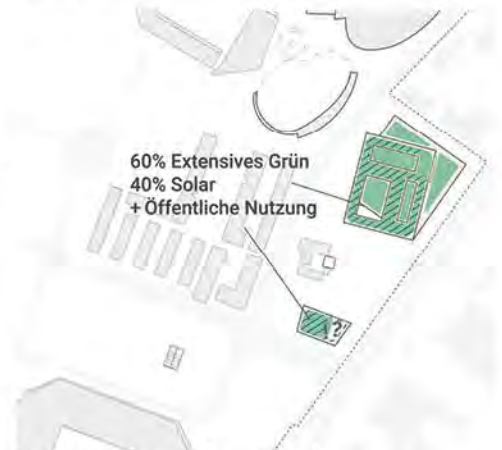 60% Extensives Grün
40% Solar
+ Öffentliche Nutzung
?